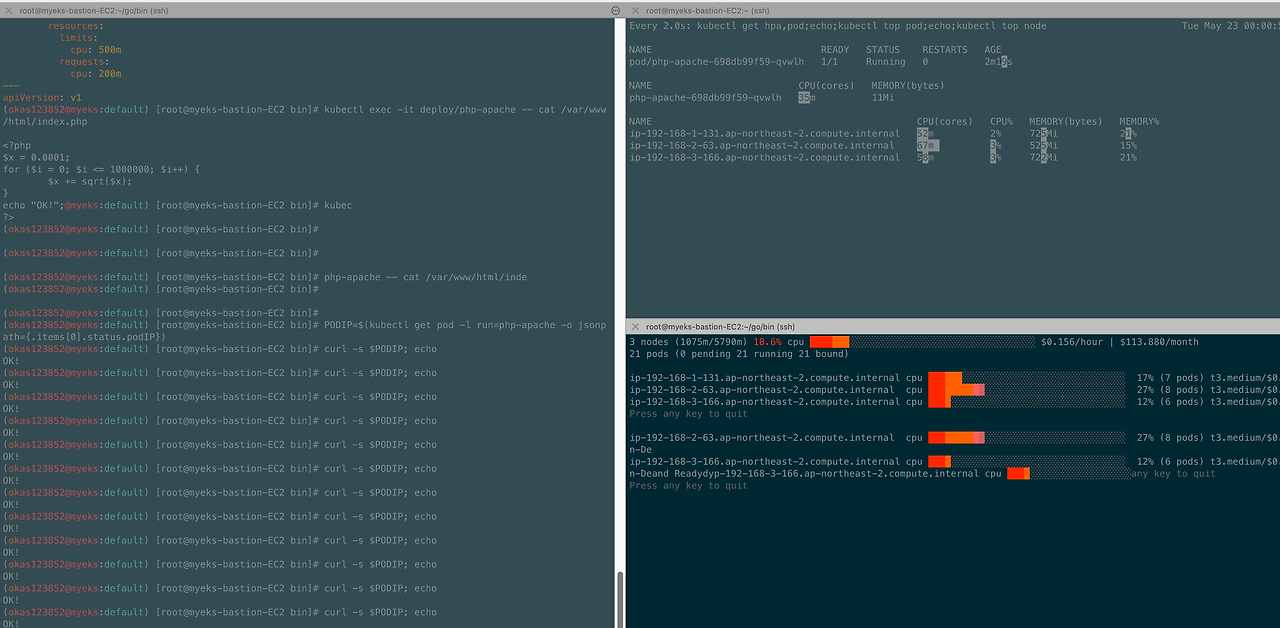 root@myeks-bastion-EC2:~/go/bin (ssh)
        resources:
          limits:
            cpu: 500m
          requests:
            cpu: 200m
---
apiVersion: v1
(okas123852@myeks:default) [root@myeks-bastion-EC2 bin]# kubectl exec -it deploy/php-apache -- cat /var/www
/html/index.php
<?php
$x = 0.0001;
for ($i = 0; $i <= 1000000; $i++) {
        $x += sqrt($x);
}
echo "OK!";@myeks:default) [root@myeks-bastion-EC2 bin]# kubec
?>
(okas123852@myeks:default) [root@myeks-bastion-EC2 bin]#
(okas123852@myeks:default) [root@myeks-bastion-EC2 bin]#
(okas123852@myeks:default) [root@myeks-bastion-EC2 bin]# php-apache -- cat /var/www/html/inde
(okas123852@myeks:default) [root@myeks-bastion-EC2 bin]#
(okas123852@myeks:default) [root@myeks-bastion-EC2 bin]#
(okas123852@myeks:default) [root@myeks-bastion-EC2 bin]# PODIP=$(kubectl get pod -l run=php-apache -o jsonp
ath={.items[0].status.podIP})
(okas123852@myeks:default) [root@myeks-bastion-EC2 bin]# curl -s $PODIP; echo
OK!
(okas123852@myeks:default) [root@myeks-bastion-EC2 bin]# curl -s $PODIP; echo
OK!
(okas123852@myeks:default) [root@myeks-bastion-EC2 bin]# curl -s $PODIP; echo
OK!
(okas123852@myeks:default) [root@myeks-bastion-EC2 bin]# curl -s $PODIP; echo
OK!
(okas123852@myeks:default) [root@myeks-bastion-EC2 bin]# curl -s $PODIP; echo
OK!
(okas123852@myeks:default) [root@myeks-bastion-EC2 bin]# curl -s $PODIP; echo
OK!
(okas123852@myeks:default) [root@myeks-bastion-EC2 bin]# curl -s $PODIP; echo
OK!
(okas123852@myeks:default) [root@myeks-bastion-EC2 bin]# curl -s $PODIP; echo
OK!
(okas123852@myeks:default) [root@myeks-bastion-EC2 bin]# curl -s $PODIP; echo
OK!
(okas123852@myeks:default) [root@myeks-bastion-EC2 bin]# curl -s $PODIP; echo
OK!
(okas123852@myeks:default) [root@myeks-bastion-EC2 bin]# curl -s $PODIP; echo
OK!
(okas123852@myeks:default) [root@myeks-bastion-EC2 bin]# curl -s $PODIP; echo
OK!
root@myeks-bastion-EC2:~ (ssh)
Every 2.0s: kubectl get hpa,pod;echo;kubectl top pod;echo;kubectl top node Tue May 23 00:00:
NAME READY STATUS RESTARTS AGE
pod/php-apache-698db99f59-qvwlh 1/1 Running 0 2m19s
NAME CPU(cores) MEMORY(bytes)
php-apache-698db99f59-qvwlh 35m 11Mi
NAME CPU(cores) CPU% MEMORY(bytes) MEMORY%
ip-192-168-1-131.ap-northeast-2.compute.internal 52m 2% 725Mi 21%
ip-192-168-2-63.ap-northeast-2.compute.internal 67m 3% 525Mi 15%
ip-192-168-3-166.ap-northeast-2.compute.internal 58m 3% 722Mi 21%
root@myeks-bastion-EC2:~/go/bin (ssh)
3 nodes (1075m/5790m) 18.6% cpu $0.156/hour | $113.880/month
21 pods (0 pending 21 running 21 bound)
ip-192-168-1-131.ap-northeast-2.compute.internal cpu 17% (7 pods) t3.medium/$0
ip-192-168-2-63.ap-northeast-2.compute.internal cpu 27% (8 pods) t3.medium/$0
ip-192-168-3-166.ap-northeast-2.compute.internal cpu 12% (6 pods) t3.medium/$0
Press any key to quit
ip-192-168-2-63.ap-northeast-2.compute.internal cpu 27% (8 pods) t3.medium/$0
n-De
ip-192-168-3-166.ap-northeast-2.compute.internal cpu 12% (6 pods) t3.medium/$0
n-Deand Readydyp-192-168-3-166.ap-northeast-2.compute.internal cpu any key to quit
Press any key to quit